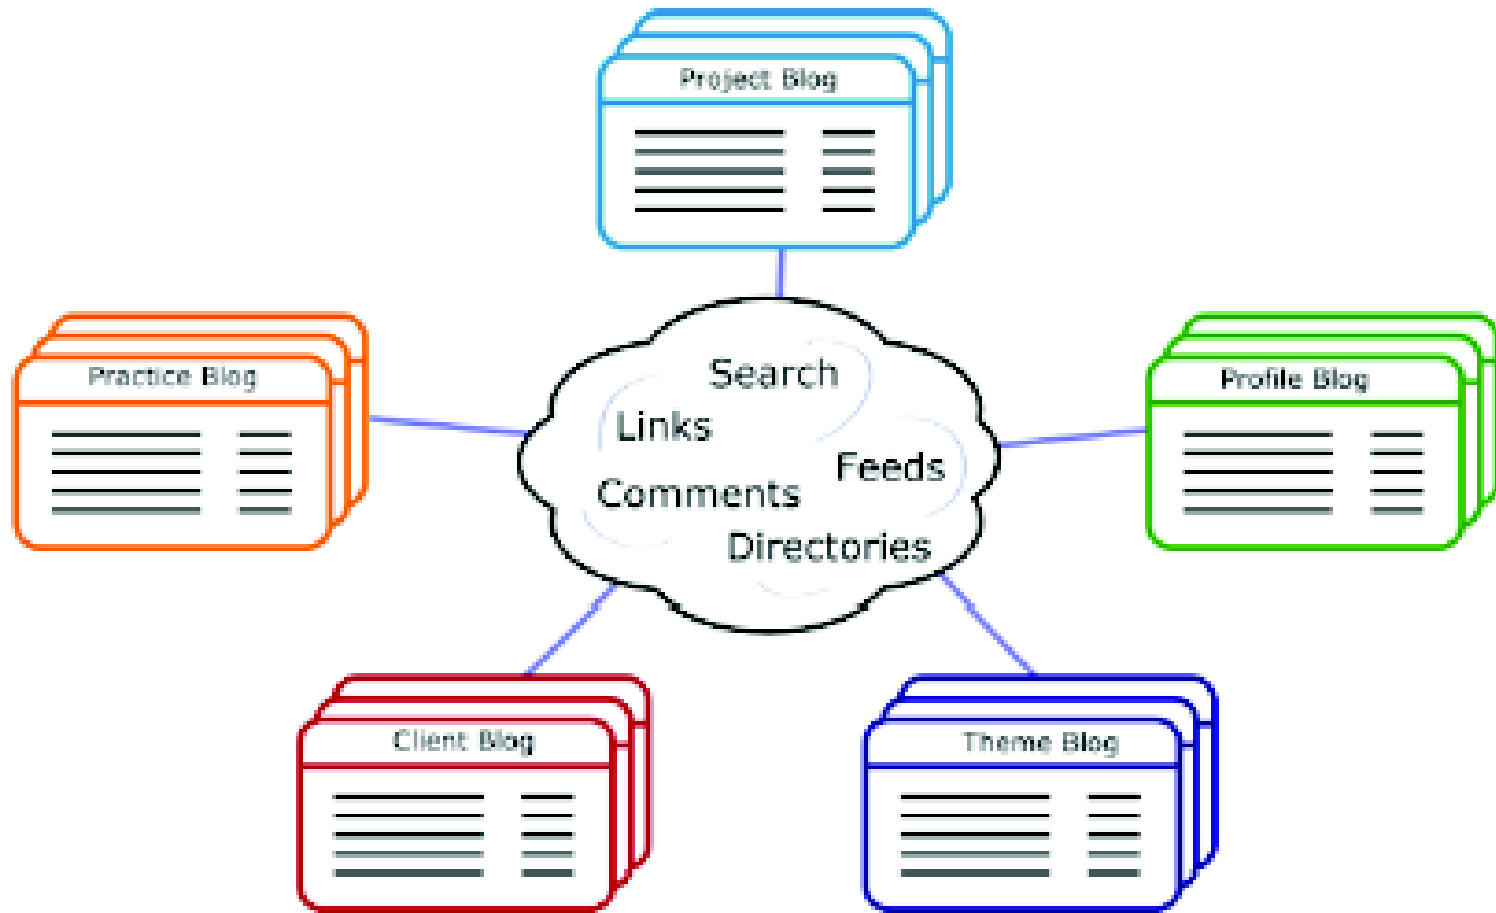 Project Blog
Practice Blog
Profile Blog
Search
Links
Feeds
Comments
Directories
Client Blog
Theme Blog